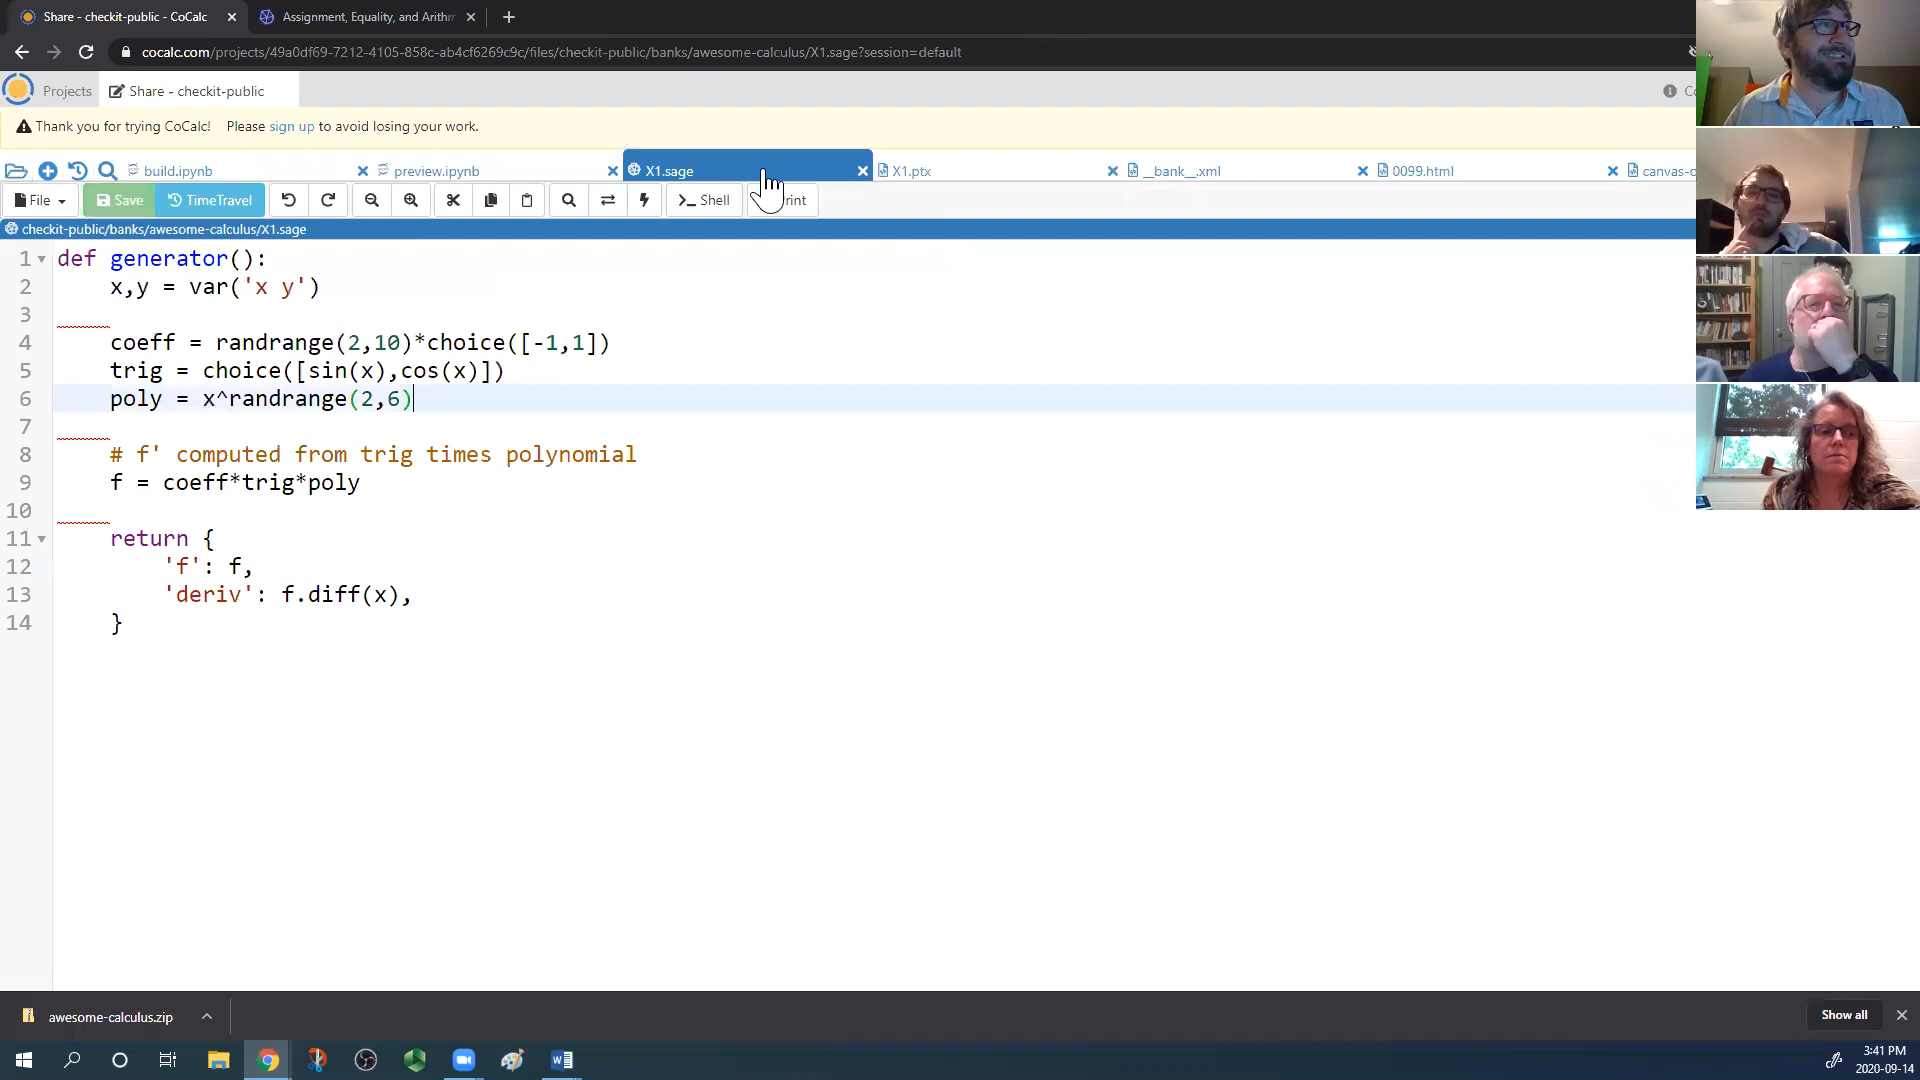 Share - checkit-public - CoCalc
Assignment, Equality, and Arithm
cocalc.com/projects/49a0df69-7212-4105-858c-ab4cf6269c9c/files/checkit-public/banks/awesome-calculus/X1.sage?session=default
Projects
Share - checkit-public
Thank you for trying CoCalc! Please sign up to avoid losing your work.
build.ipynb
preview.ipynb
X1.sage
X1.ptx
__bank__.xml
0099.html
File
Save
TimeTravel
Shell
checkit-public/banks/awesome-calculus/X1.sage
1 def generator():
2 x,y = var('x y')
3
4 coeff = randrange(2,10)*choice([-1,1])
5 trig = choice([sin(x),cos(x)])
6 poly = x^randrange(2,6)
7
8 # f' computed from trig times polynomial
9 f = coeff*trig*poly
10
11 return {
12 'f': f,
13 'deriv': f.diff(x),
14 }
awesome-calculus.zip
Show all
3:41 PM
2020-09-14